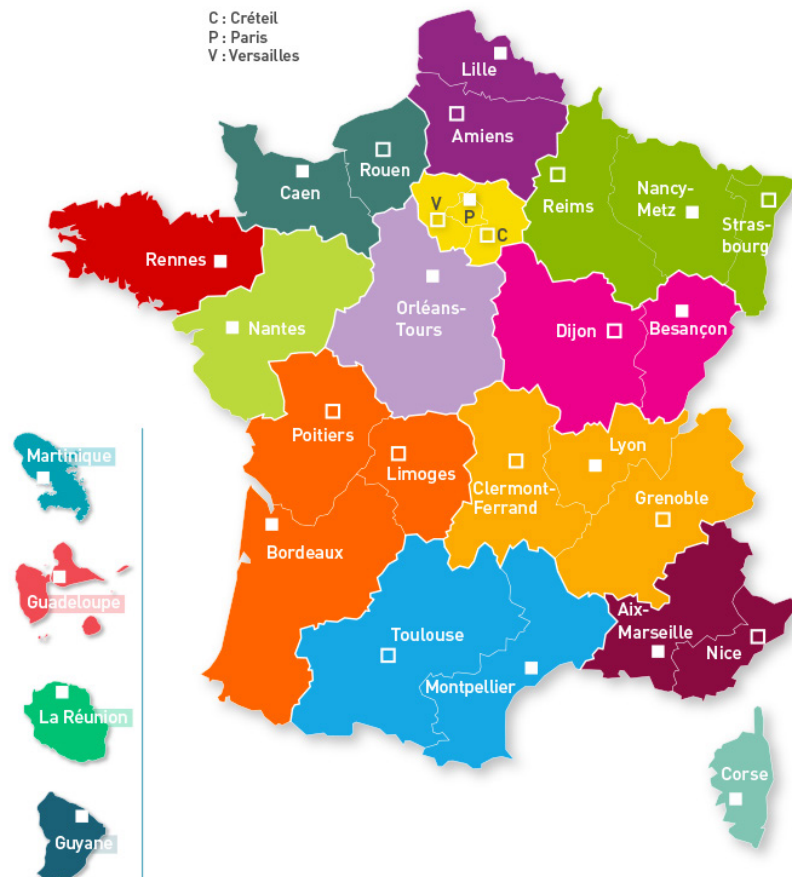 C : Créteil
P : Paris
V : Versailles
Lille
Amiens
Rouen
Caen
V
P
C
Reims
Nancy-
Metz
Stras-
bourg
Rennes
Nantes
Orléans-
Tours
Dijon
Besançon
Poitiers
Limoges
Clermont-
Ferrand
Lyon
Grenoble
Bordeaux
Toulouse
Montpellier
Aix-
Marseille
Nice
Corse
Martinique
Guadeloupe
La Réunion
Guyane